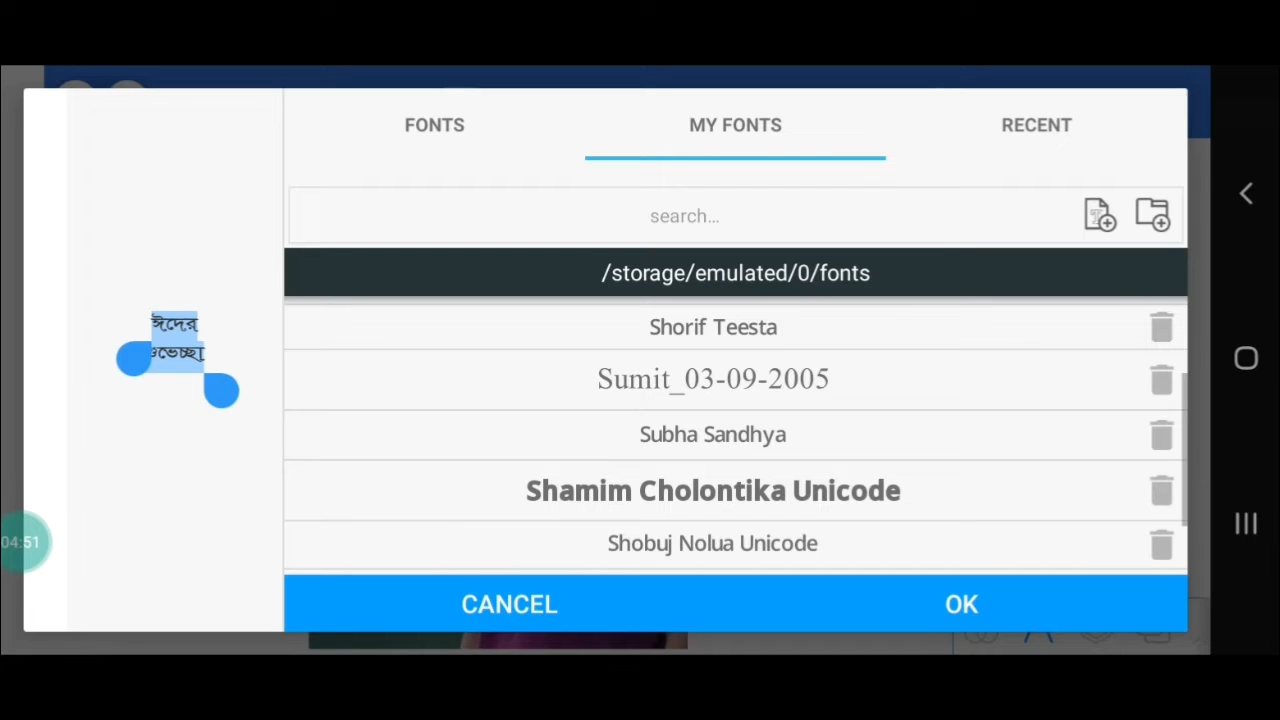 FONTS
MY FONTS
RECENT
search...
/storage/emulated/0/fonts
Shorif Teesta
Sumit_03-09-2005
Subha Sandhya
Shamim Cholontika Unicode
Shobuj Nolua Unicode
CANCEL
OK
ঈদের
শুভেচ্ছা
04:51